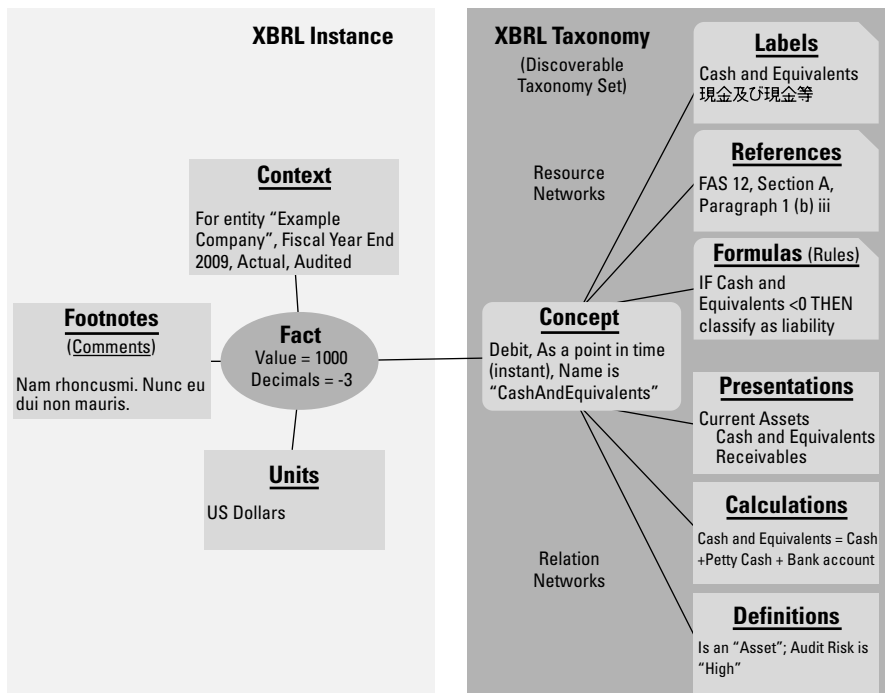 XBRL Instance
Context
For entity “Example
Company”, Fiscal Year End
2009, Actual, Audited
Footnotes
(Comments)
Nam rhoncusmi. Nunc eu
dui non mauris.
Fact
Value = 1000
Decimals = -3
Units
US Dollars
XBRL Taxonomy
(Discoverable
Taxonomy Set)
Resource
Networks
Concept
Debit, As a point in time
(instant), Name is
“CashAndEquivalents”
Relation
Networks
Labels
Cash and Equivalents
現金及び現金等
References
FAS 12, Section A,
Paragraph 1 (b) iii
Formulas (Rules)
IF Cash and
Equivalents <0 THEN
classify as liability
Presentations
Current Assets
Cash and Equivalents
Receivables
Calculations
Cash and Equivalents = Cash
+Petty Cash + Bank account
Definitions
Is an “Asset”; Audit Risk is
“High”